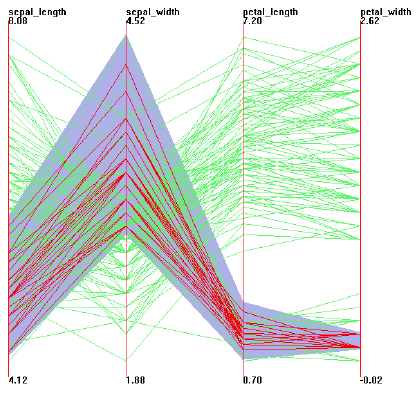 sepal_length sepal_width petal_length petal_width
8.08 4.52 7.20 2.62
4.12 1.88 0.70 -0.02